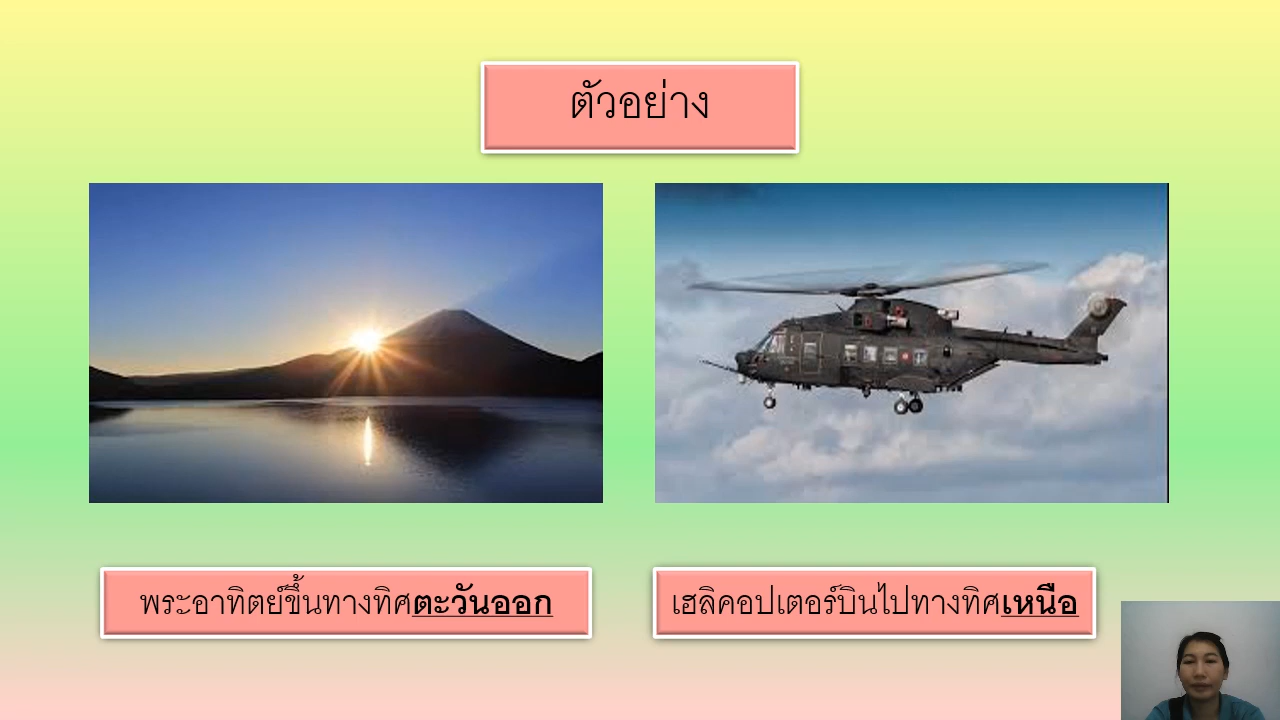 ตัวอย่าง
พระอาทิตย์ขึ้นทางทิศตะวันออก
เฮลิคอปเตอร์บินไปทางทิศเหนือ